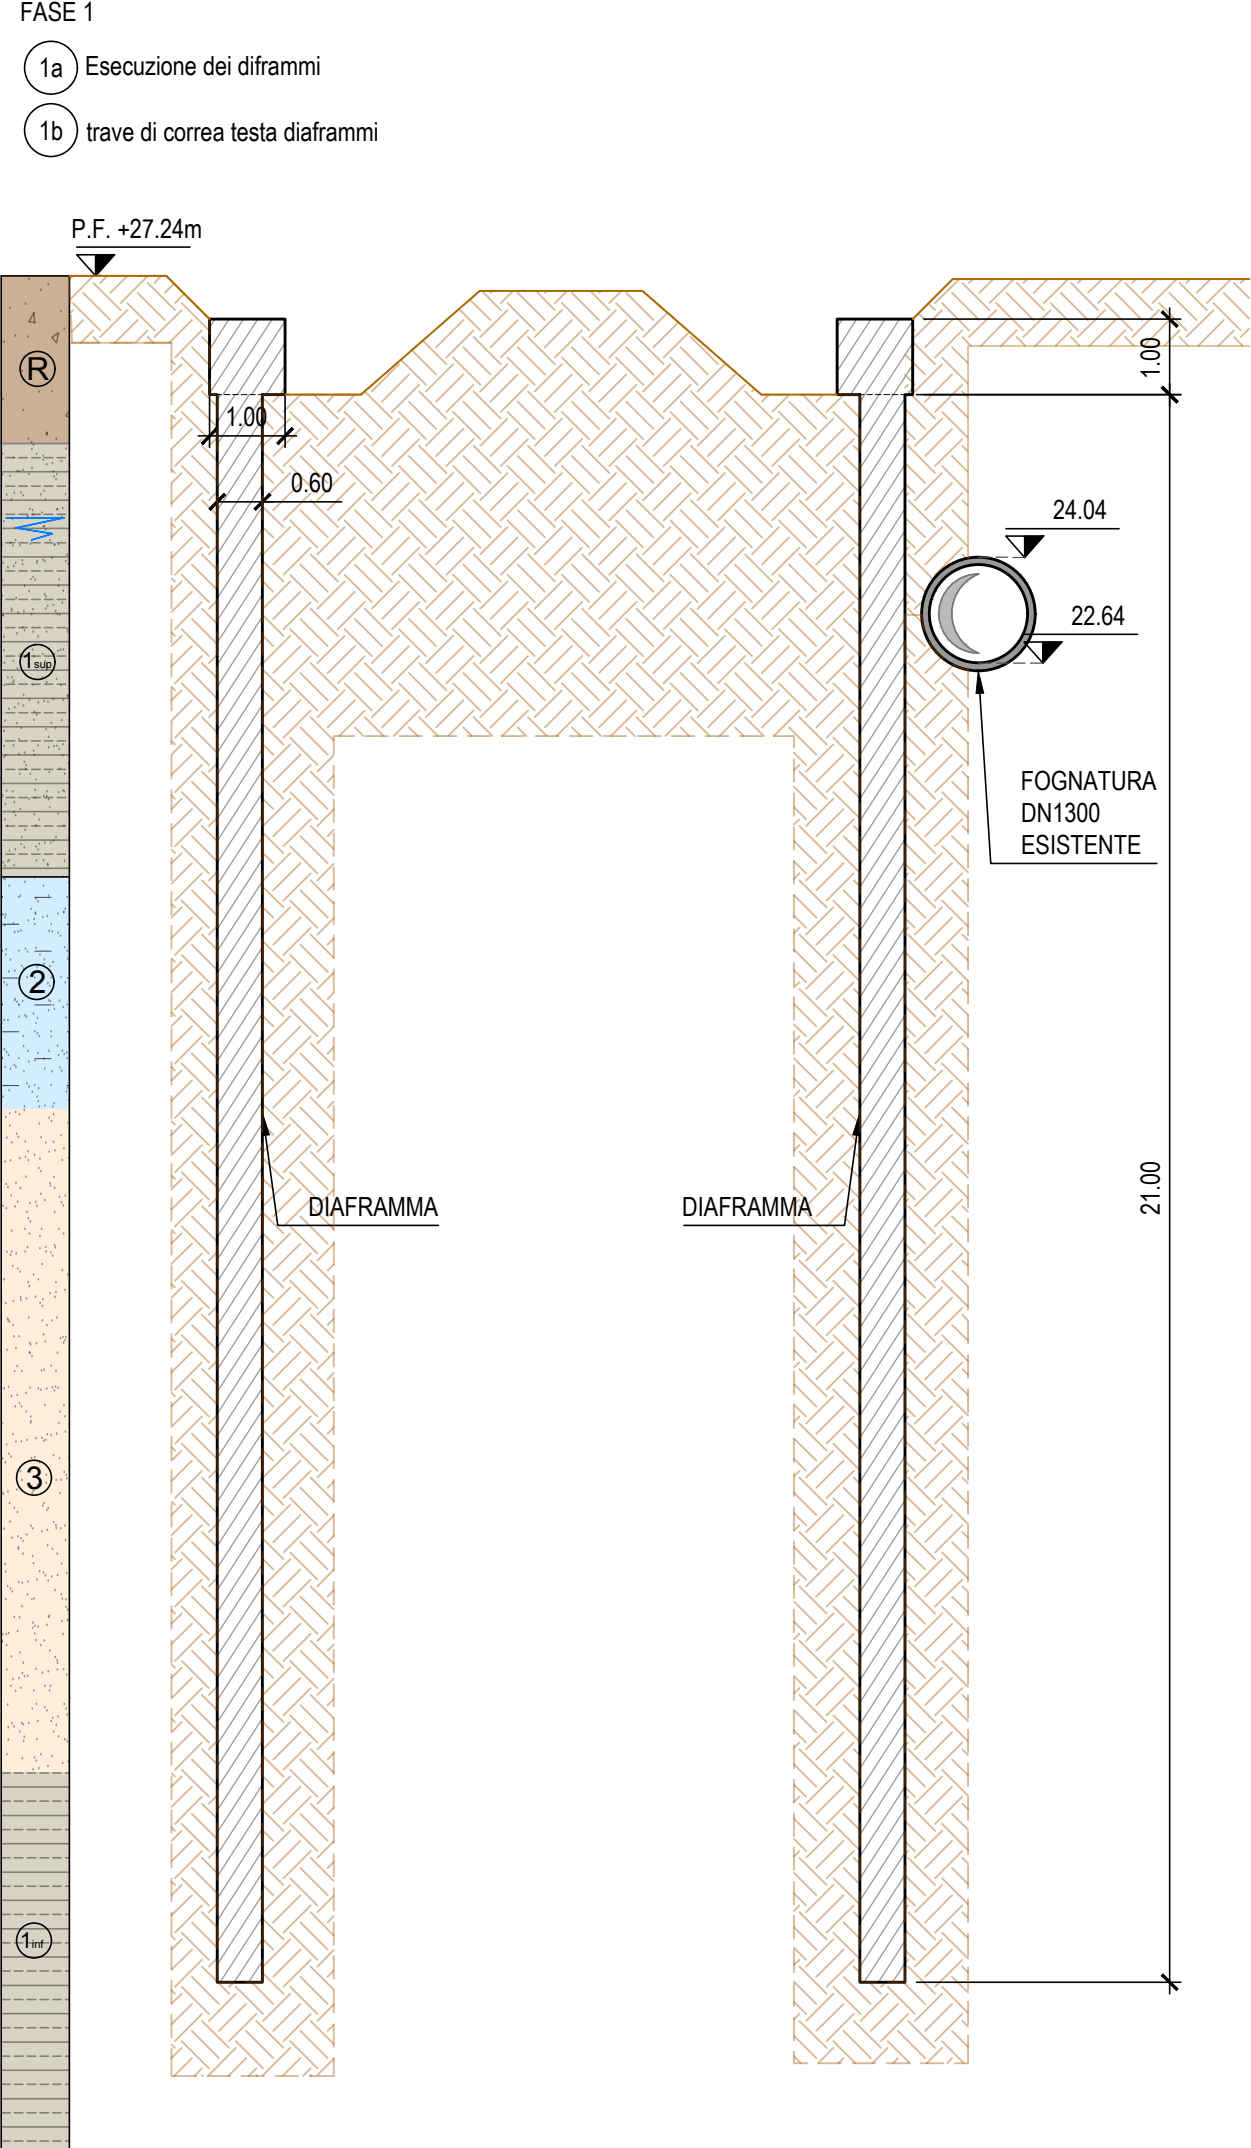 FASE 1
1a Esecuzione dei diframmi
1b trave di correa testa diaframmi
P.F. +27.24m
R
1.00
1.00
0.60
24.04
1sup
22.64
FOGNATURA
DN1300
ESISTENTE
2
DIAFRAMMA
DIAFRAMMA
21.00
3
1inf